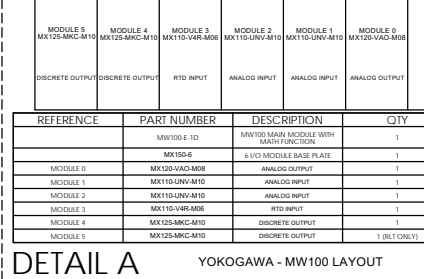 MODULE 5 MODULE 4 MODULE 3 MODULE 2 MODULE 1 MODULE 0
MX125-MKC-M10 MX125-MKC-M10 MX110-V4R-M06 MX110-UNV-M10 MX110-UNV-M10 MX120-VAO-M08
DISCRETE OUTPUT DISCRETE OUTPUT RTD INPUT ANALOG INPUT ANALOG INPUT ANALOG OUTPUT
REFERENCE PART NUMBER DESCRIPTION QTY
MW100-E-1D MW100 MAIN MODULE WITH MATH FUNCTION 1
MX150-6 6 I/O MODULE BASE PLATE 1
MODULE 0 MX120-VAO-M08 ANALOG OUTPUT 1
MODULE 1 MX110-UNV-M10 ANALOG INPUT 1
MODULE 2 MX110-UNV-M10 ANALOG INPUT 1
MODULE 3 MX110-V4R-M06 RTD INPUT 1
MODULE 4 MX125-MKC-M10 DISCRETE OUTPUT 1
MODULE 5 MX125-MKC-M10 DISCRETE OUTPUT 1 (RLT ONLY)
DETAIL A YOKOGAWA - MW100 LAYOUT